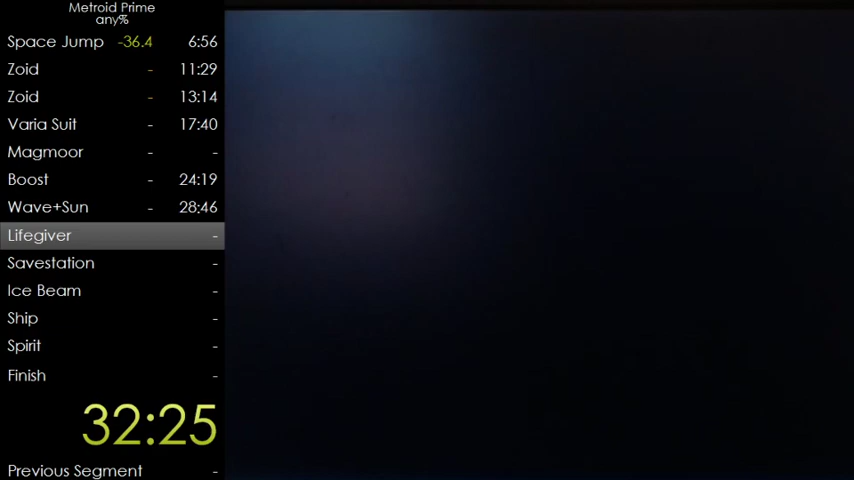 Metroid Prime
any%
Space Jump -36.4 6:56
Zoid - 11:29
Zoid - 13:14
Varia Suit - 17:40
Magmoor - -
Boost - 24:19
Wave+Sun - 28:46
Lifegiver -
Savestation -
Ice Beam -
Ship -
Spirit -
Finish -
32:25
Previous Segment -